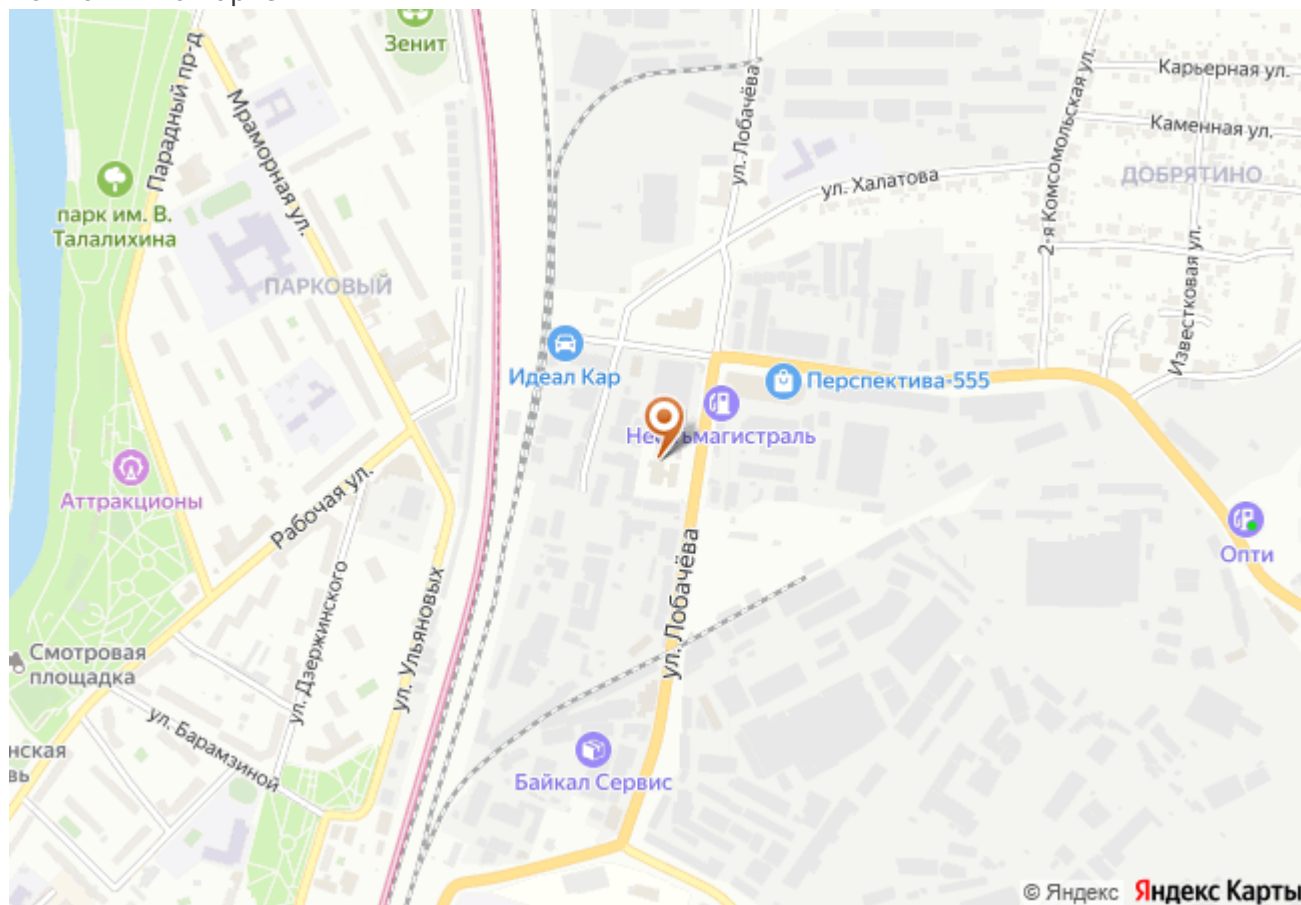 Зенит
Парадный пр-д
Мраморная ул.
ул. Лобачёва
2-я Комсомольская ул.
Карьерная ул.
Каменная ул.
ДОБРЯТИНО
ул. Халатова
парк им. В.
Талалихина
ПАРКОВЫЙ
Известковая ул.
Идеал Кар
Перспектива-555
Аттракционы
Рабочая ул.
Опти
ул. Лобачёва
ул. Дзержинского
ул. Ульяновых
Смотровая
площадка
ул. Барамзиной
нская
вь
Байкал Сервис
© Яндекс Яндекс Карты